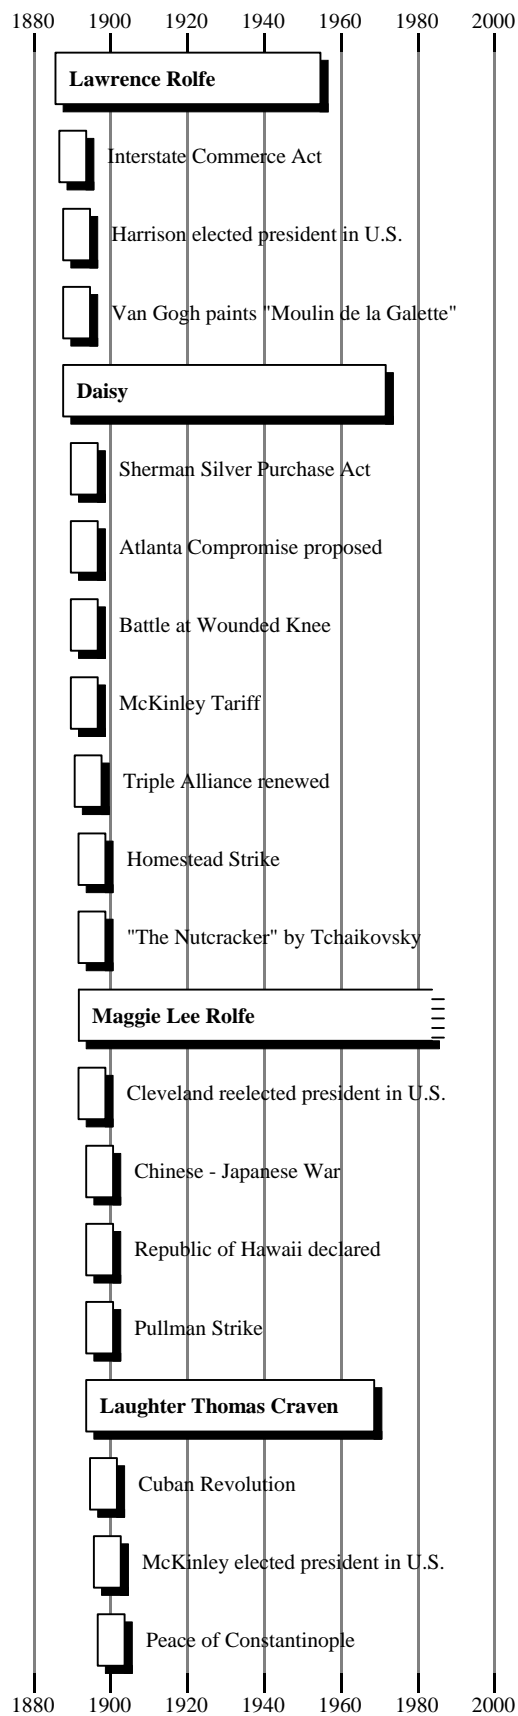 1880 1900 1920 1940 1960 1980 2000
Lawrence Rolfe
Interstate Commerce Act
Harrison elected president in U.S.
Van Gogh paints "Moulin de la Galette"
Daisy
Sherman Silver Purchase Act
Atlanta Compromise proposed
Battle at Wounded Knee
McKinley Tariff
Triple Alliance renewed
Homestead Strike
"The Nutcracker" by Tchaikovsky
Maggie Lee Rolfe
Cleveland reelected president in U.S.
Chinese - Japanese War
Republic of Hawaii declared
Pullman Strike
Laughter Thomas Craven
Cuban Revolution
McKinley elected president in U.S.
Peace of Constantinople
1880 1900 1920 1940 1960 1980 2000